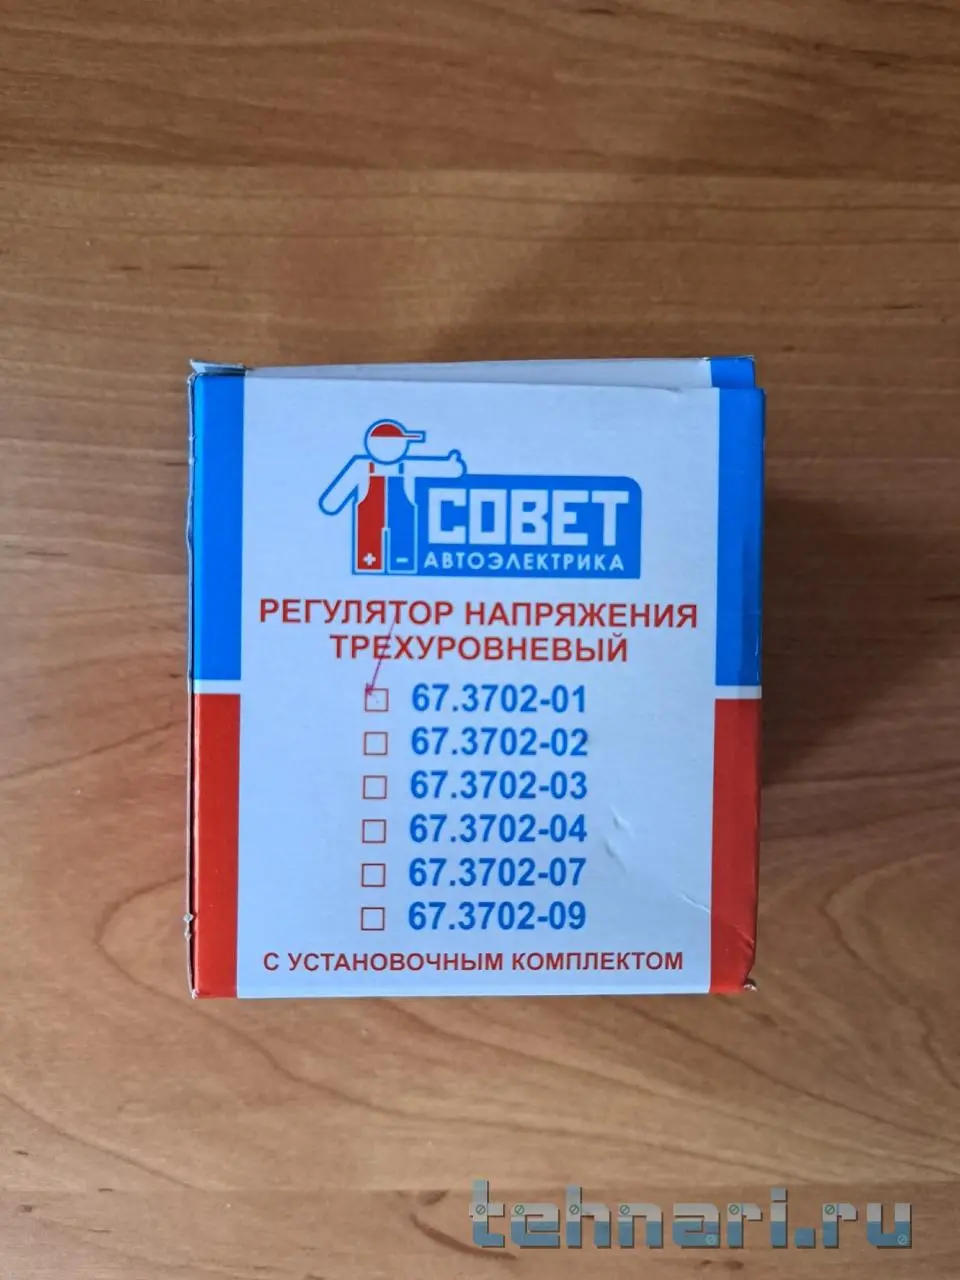 СОВЕТ
АВТОЭЛЕКТРИКА
РЕГУЛЯТОР НАПРЯЖЕНИЯ
ТРЕХУРОВНЕВЫЙ
67.3702-01
67.3702-02
67.3702-03
67.3702-04
67.3702-07
67.3702-09
С УСТАНОВОЧНЫМ КОМПЛЕКТОМ
tehnari.ru